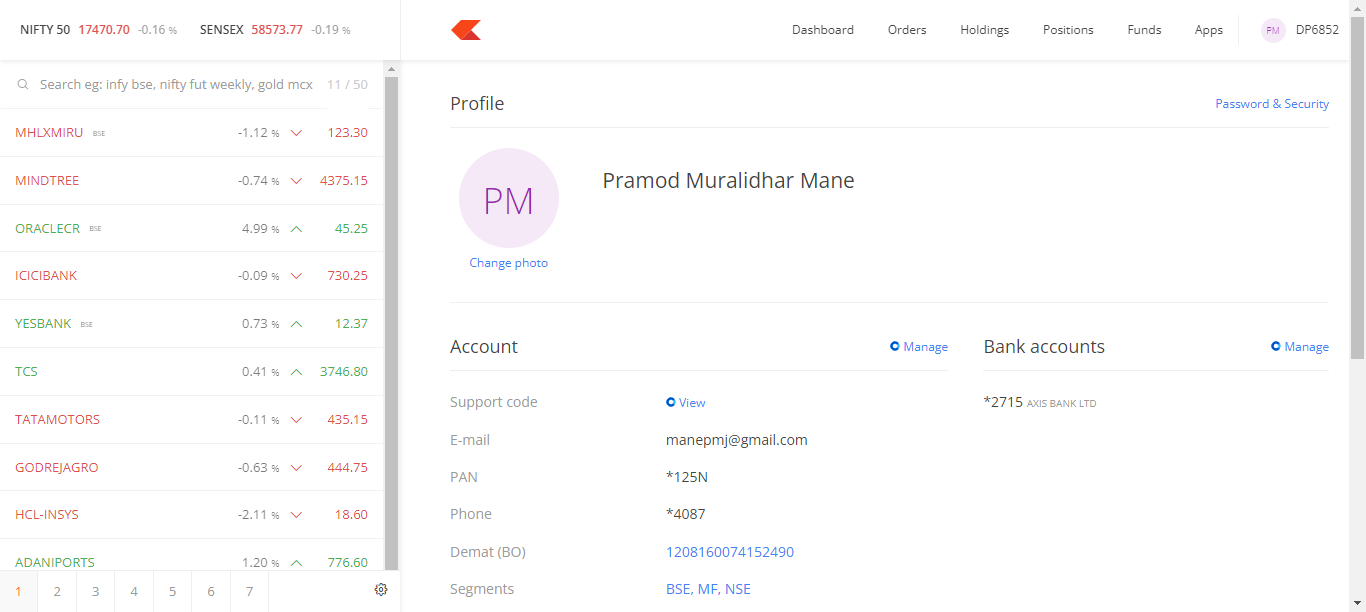 NIFTY 50 17470.70 -0.16 % SENSEX 58573.77 -0.19 %
Dashboard Orders Holdings Positions Funds Apps PM DP6852
Search eg: infy bse, nifty fut weekly, gold mcx 11 / 50
MHLXMIRU BSE -1.12 % 123.30
MINDTREE -0.74 % 4375.15
ORACLECR BSE 4.99 % 45.25
ICICIBANK -0.09 % 730.25
YESBANK BSE 0.73 % 12.37
TCS 0.41 % 3746.80
TATAMOTORS -0.11 % 435.15
GODREJAGRO -0.63 % 444.75
HCL-INSYS -2.11 % 18.60
ADANIPORTS 1.20 % 776.60
1 2 3 4 5 6 7
Profile Password & Security
PM
Pramod Muralidhar Mane
Change photo
Account Manage
Support code View
E-mail manepmj@gmail.com
PAN *125N
Phone *4087
Demat (BO) 1208160074152490
Segments BSE, MF, NSE
Bank accounts Manage
*2715 AXIS BANK LTD